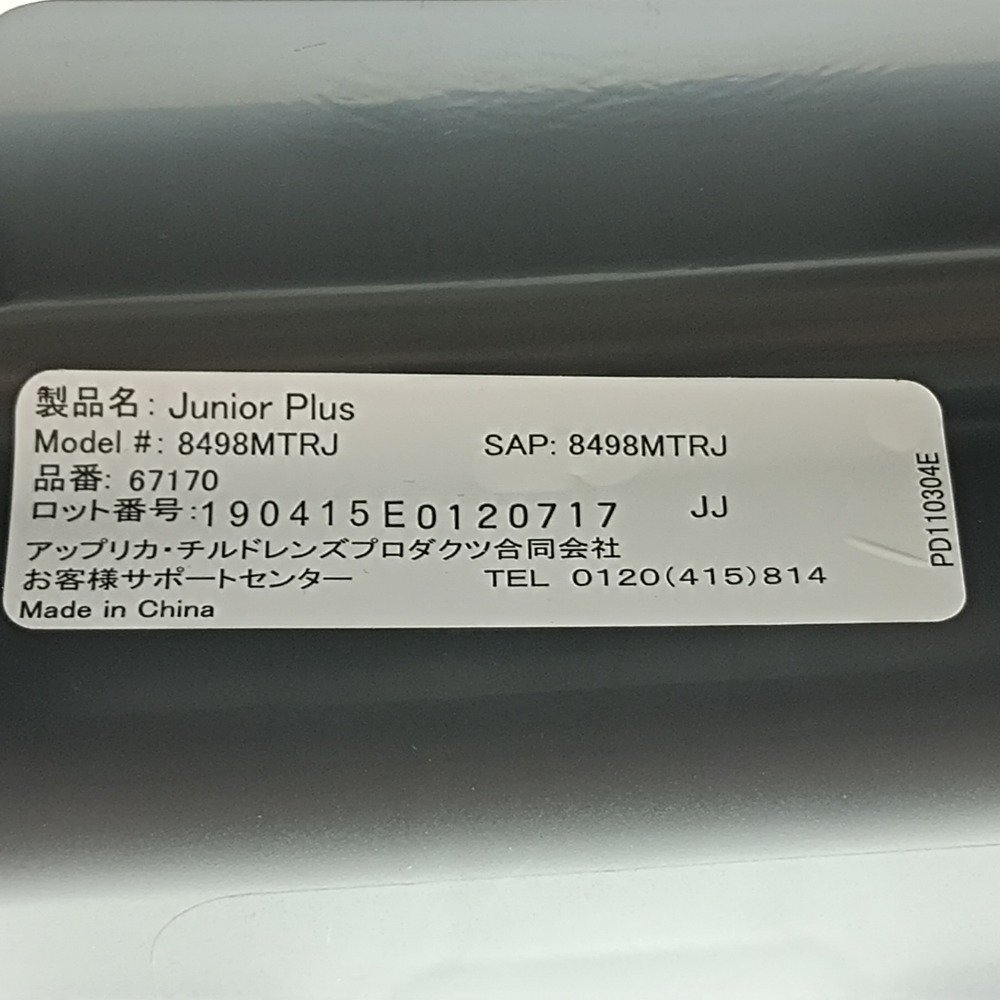 製品名: Junior Plus
Model #: 8498MTRJ SAP: 8498MTRJ
品番: 67170
ロット番号:190415E0120717 JJ
アップリカ・チルドレンズプロダクツ合同会社
お客様サポートセンター TEL 0120(415)814
Made in China
PD110304E